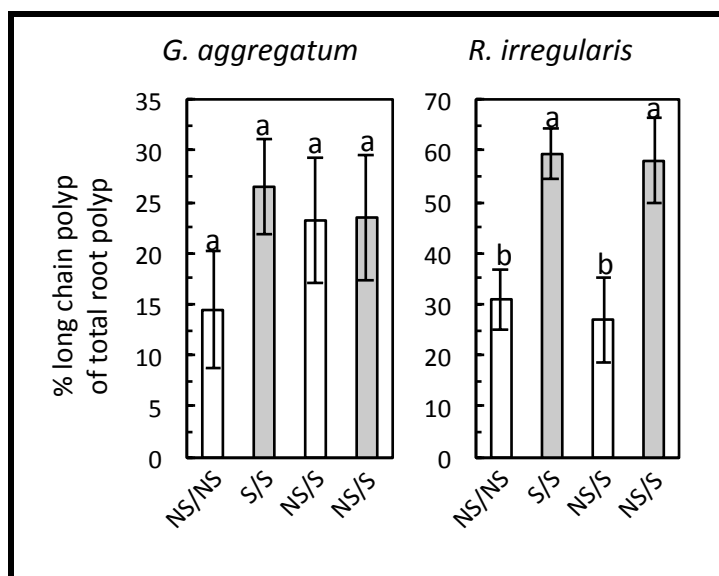 G. aggregatum
R. irregularis
% long chain polyp
of total root polyp
35
30
25
20
15
10
5
0
a
a
a
a
NS/NS
S/S
NS/S
NS/S
70
60
50
40
30
20
10
0
b
a
b
a
NS/NS
S/S
NS/S
NS/S